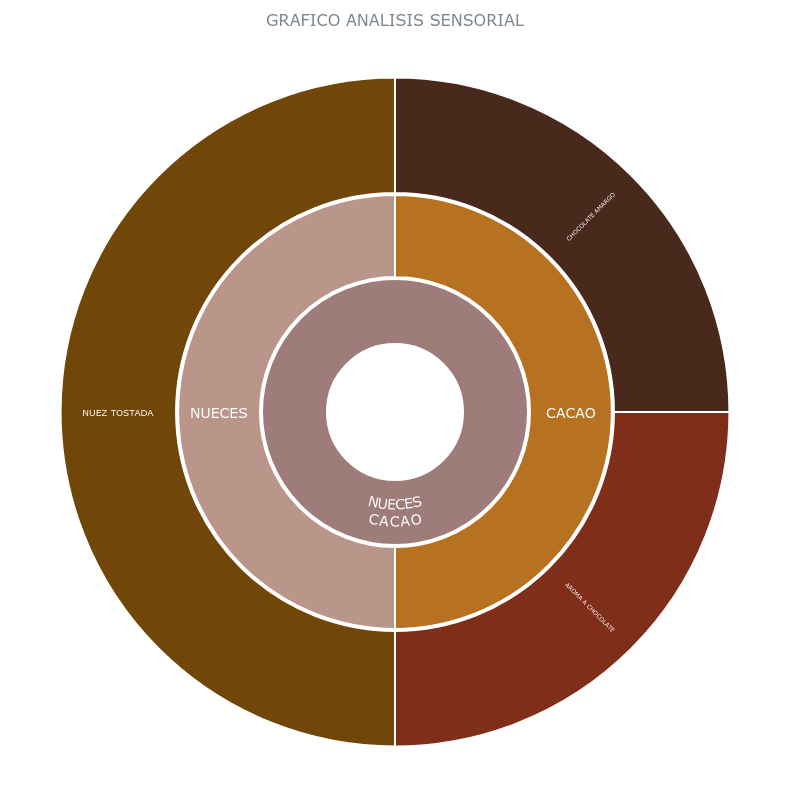 GRAFICO ANALISIS SENSORIAL
CHOCOLATE AMARGO
NUEZ TOSTADA
NUECES
CACAO
NUECES
CACAO
AROMA A CHOCOLATE